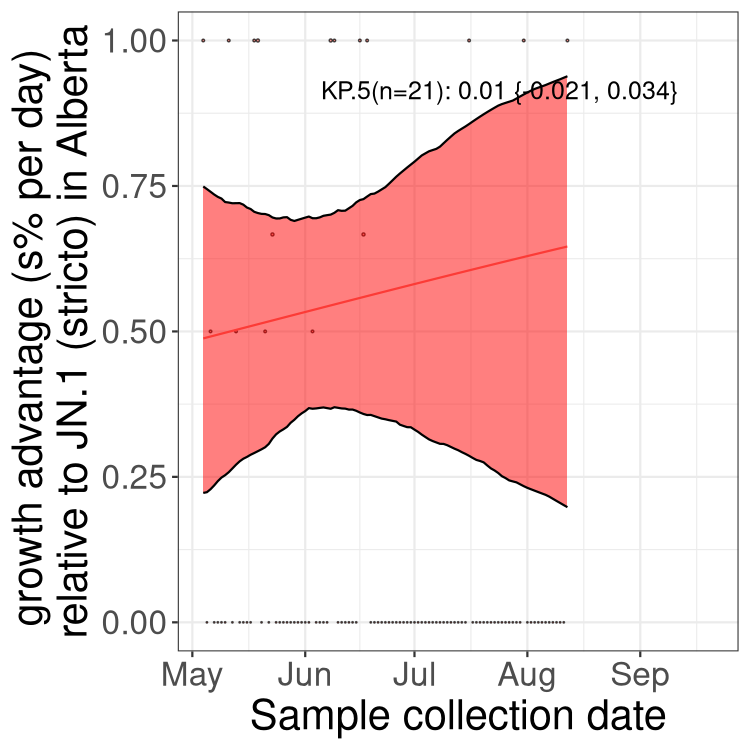 growth advantage (s% per day)
relative to JN.1 (stricto) in Alberta
1.00
0.75
0.50
0.25
0.00
KP.5(n=21): 0.01 {-0.021, 0.034}
May Jun Jul Aug Sep
Sample collection date